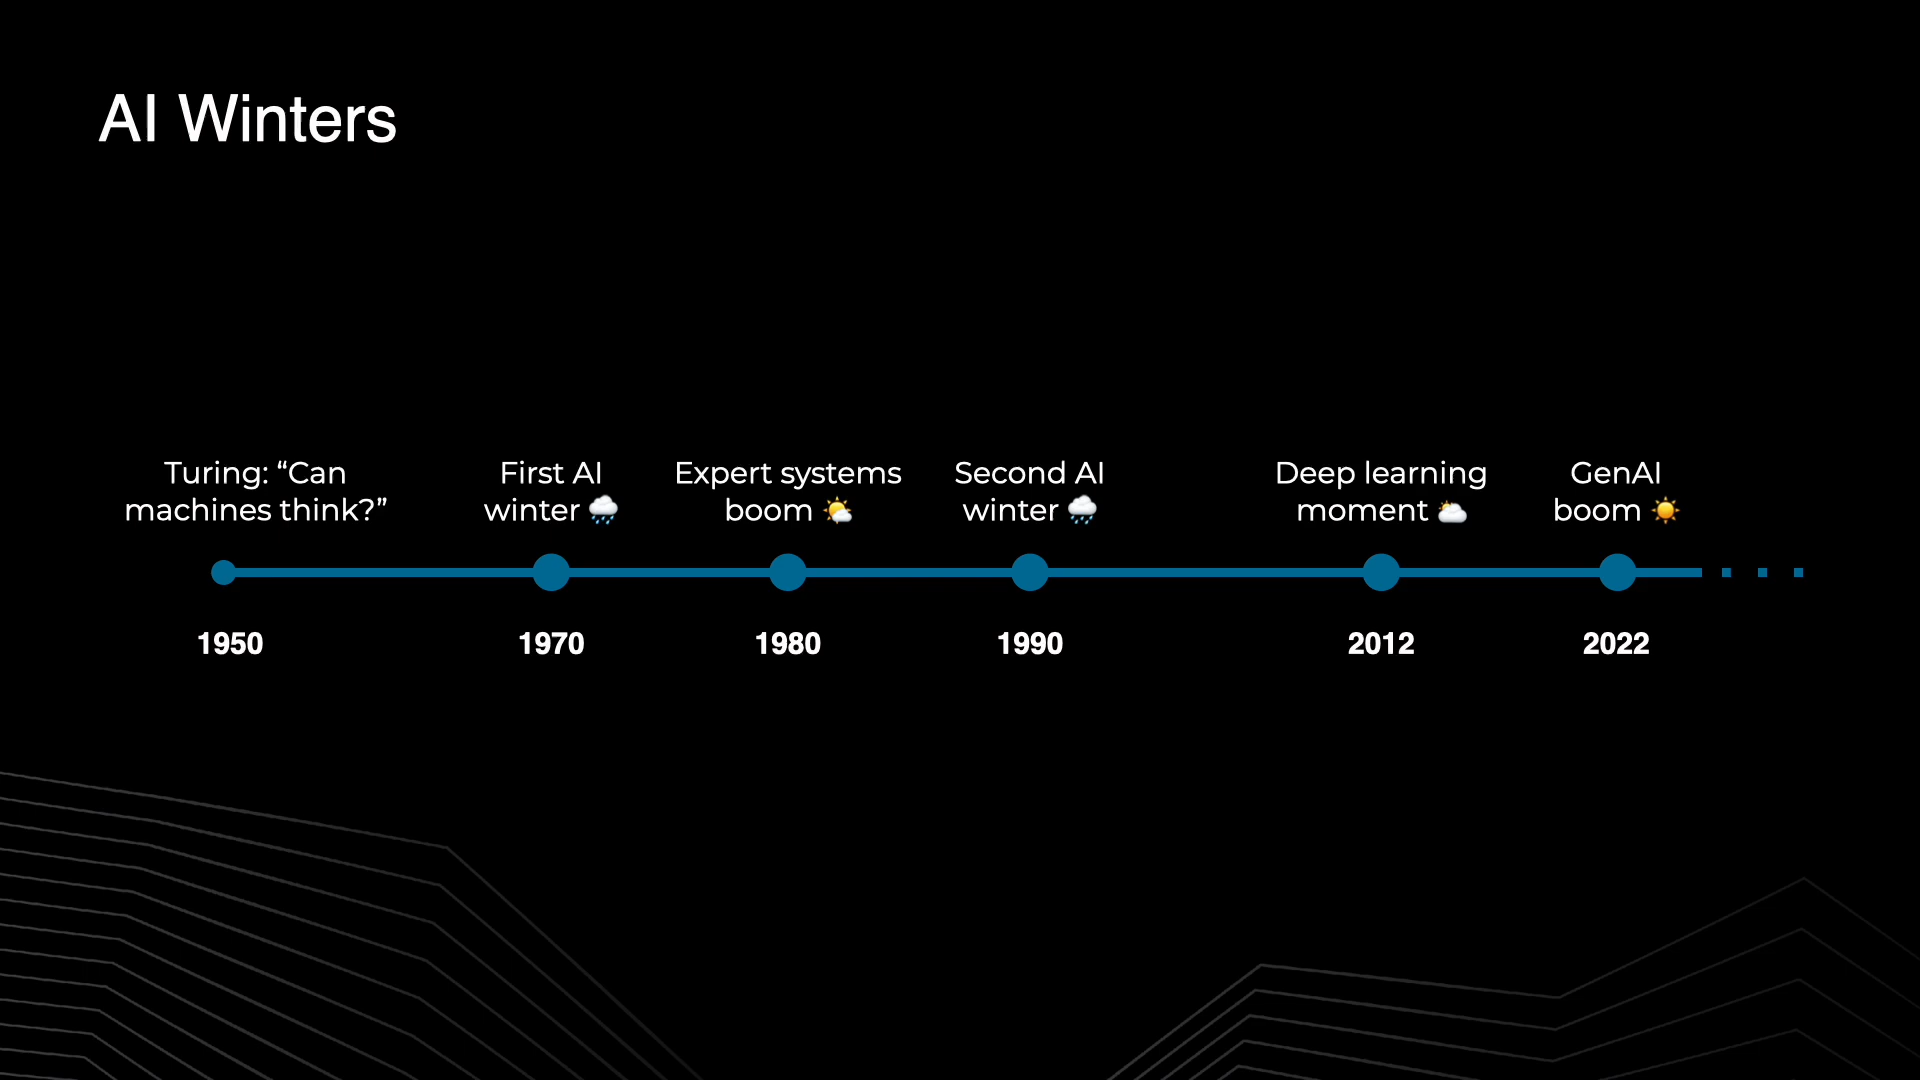 AI Winters
Turing: “Can
machines think?”
First AI
winter 🌧️
Expert systems
boom 🌤️
Second AI
winter 🌧️
Deep learning
moment 🌥️
GenAI
boom ☀️
1950
1970
1980
1990
2012
2022